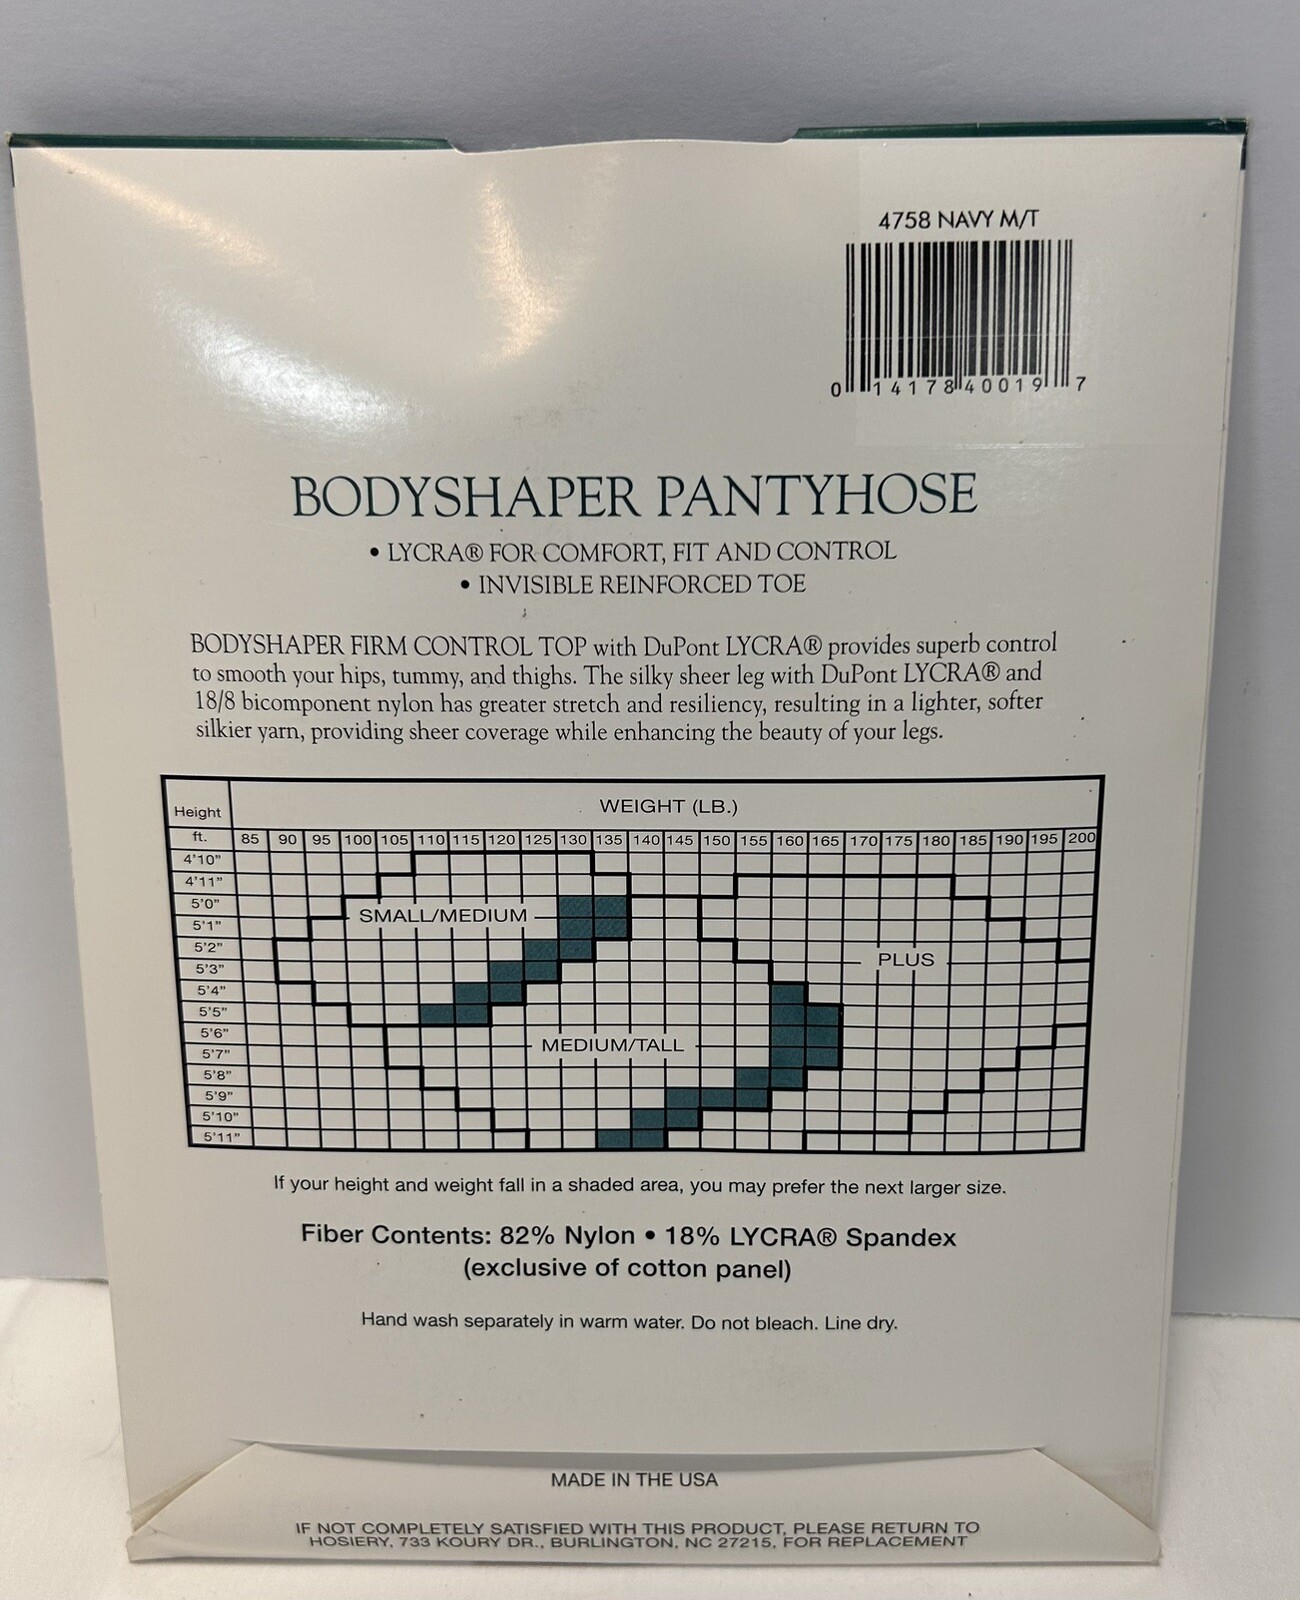 4758 NAVY M/T
0 14178 40019 7
BODYSHAPER PANTYHOSE
• LYCRA® FOR COMFORT, FIT AND CONTROL
• INVISIBLE REINFORCED TOE
BODYSHAPER FIRM CONTROL TOP with DuPont LYCRA® provides superb control
to smooth your hips, tummy, and thighs. The silky sheer leg with DuPont LYCRA® and
18/8 bicomponent nylon has greater stretch and resiliency, resulting in a lighter, softer
silkier yarn, providing sheer coverage while enhancing the beauty of your legs.
Height WEIGHT (LB.)
ft. 85 90 95 100 105 110 115 120 125 130 135 140 145 150 155 160 165 170 175 180 185 190 195 200
4'10"
4'11"
5'0"
SMALL/MEDIUM
5'1"
5'2"
PLUS
5'3"
5'4"
5'5"
5'6"
MEDIUM/TALL
5'7"
5'8"
5'9"
5'10"
5'11"
If your height and weight fall in a shaded area, you may prefer the next larger size.
Fiber Contents: 82% Nylon • 18% LYCRA® Spandex
(exclusive of cotton panel)
Hand wash separately in warm water. Do not bleach. Line dry.
MADE IN THE USA
IF NOT COMPLETELY SATISFIED WITH THIS PRODUCT, PLEASE RETURN TO
HOSIERY, 733 KOURY DR., BURLINGTON, NC 27215, FOR REPLACEMENT